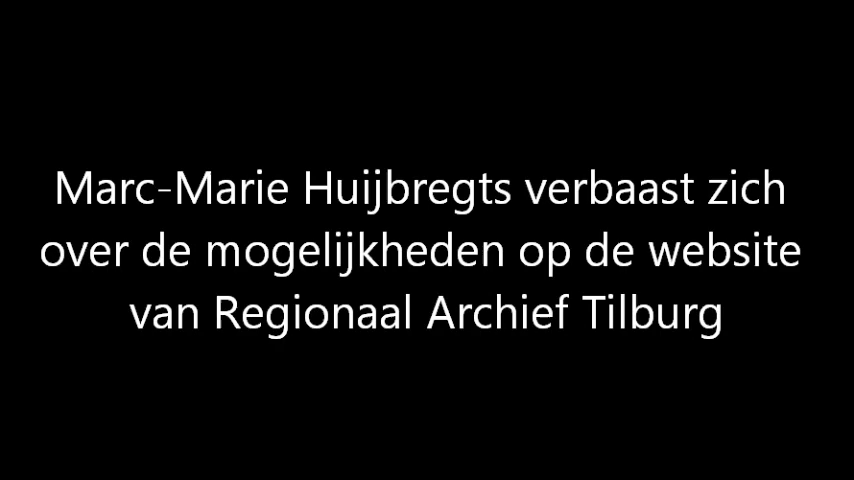 Marc-Marie Huijbregts verbaast zich
over de mogelijkheden op de website
van Regionaal Archief Tilburg